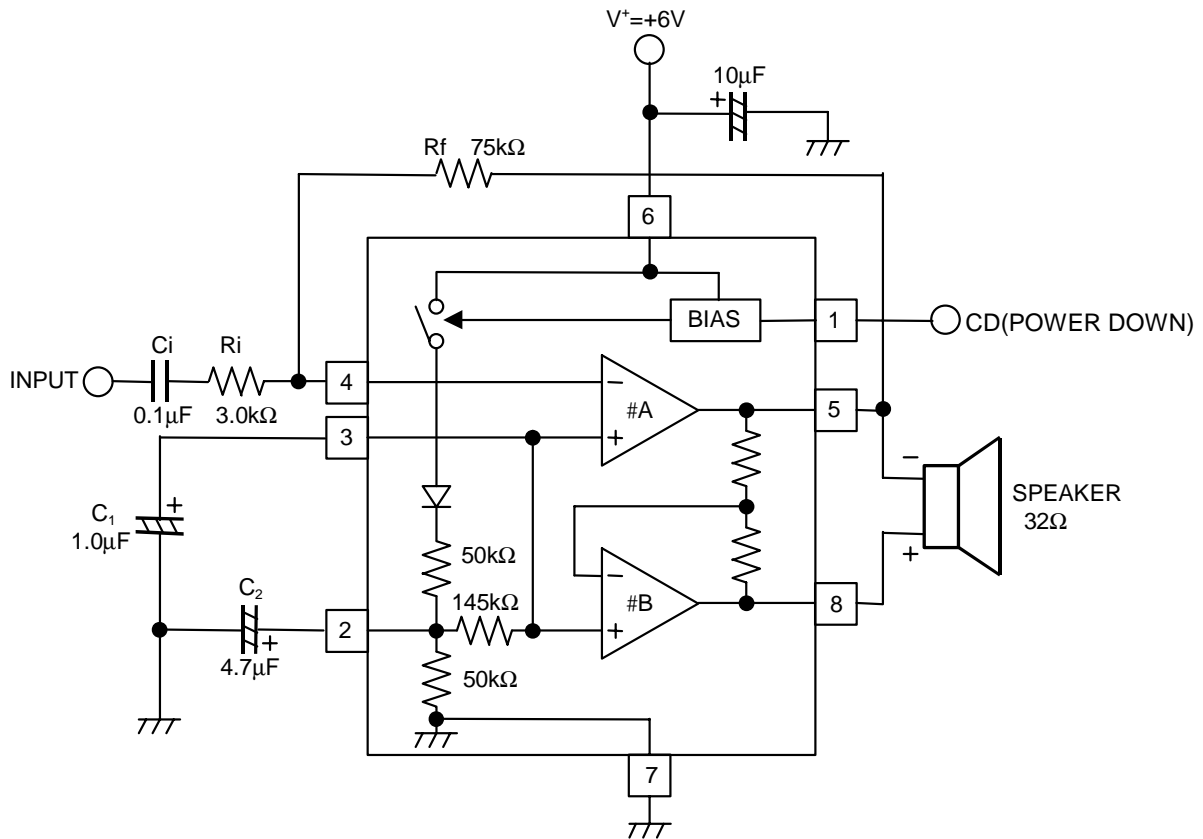 V+=+6V
10µF
+
Rf 75kΩ
6
BIAS
1
CD(POWER DOWN)
Ci
Ri
INPUT
0.1µF
3.0kΩ
4
−
#A
+
5
3
−
SPEAKER
32Ω
+
C1
1.0µF
+
50kΩ
−
#B
+
8
C2
4.7µF
+
2
145kΩ
50kΩ
7